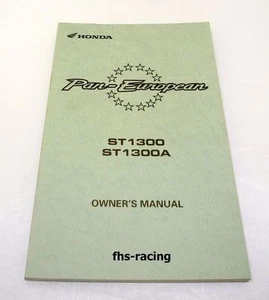 HONDA
Pan-European
ST1300
ST1300A
OWNER'S MANUAL
fhs-racing